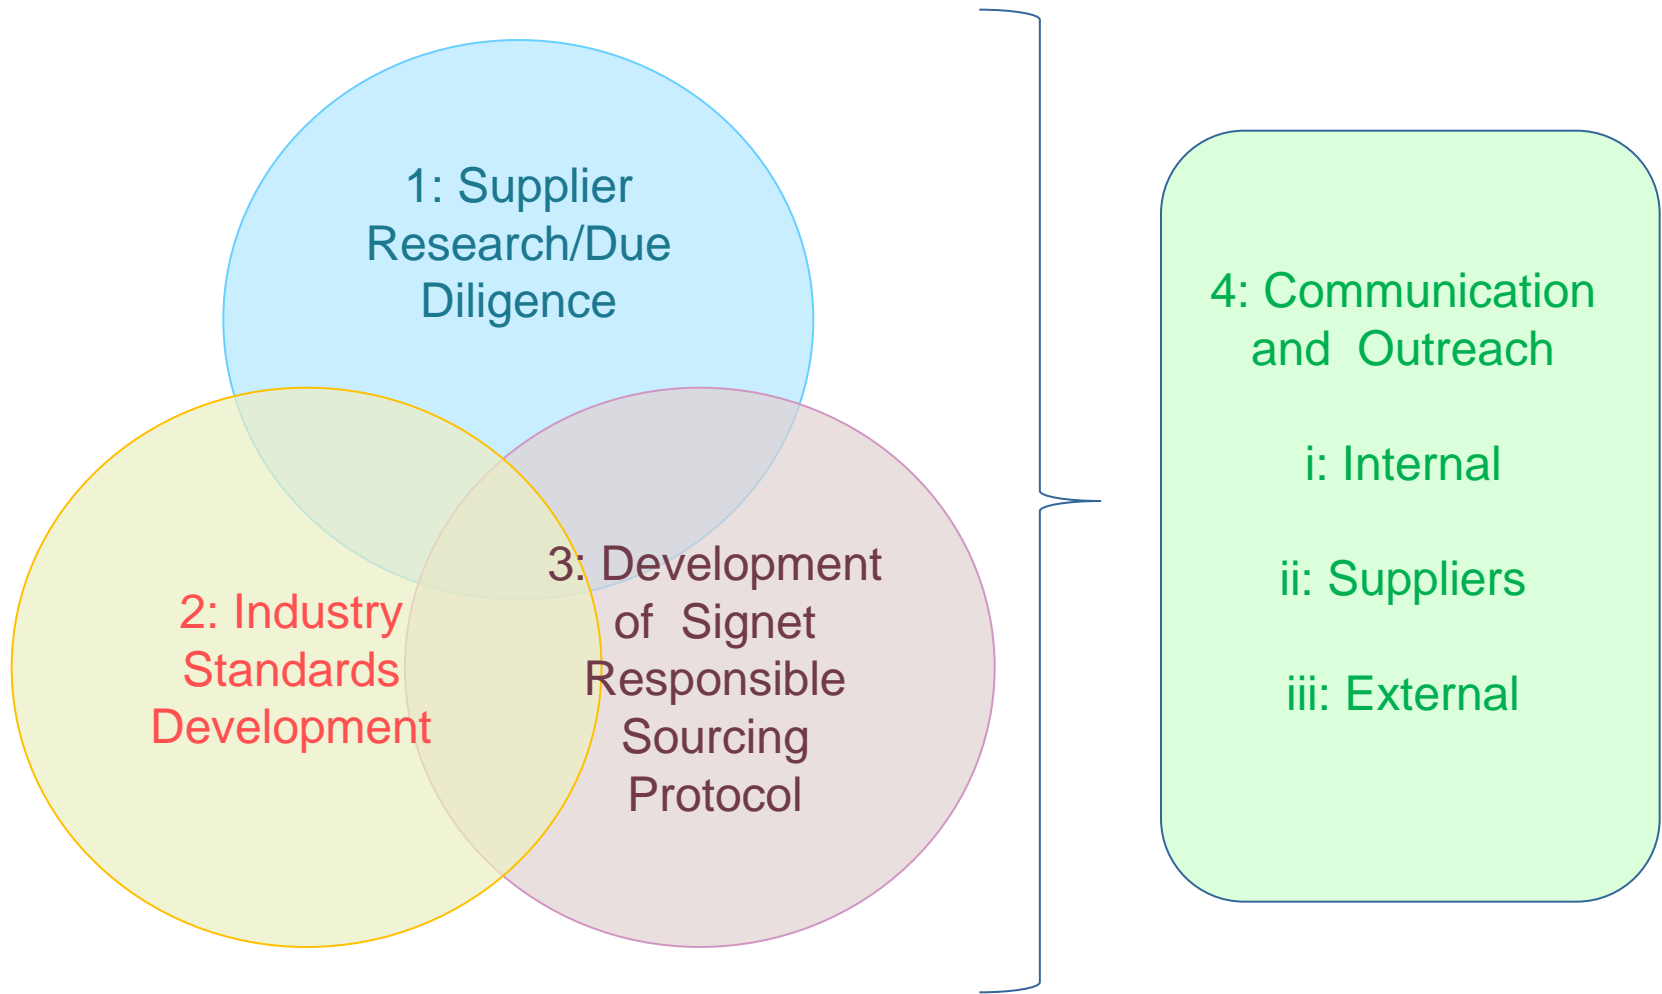 1: Supplier
Research/Due
Diligence
2: Industry
Standards
Development
3: Development
of  Signet
Responsible
Sourcing
Protocol
4: Communication
and  Outreach
i: Internal
ii: Suppliers
iii: External